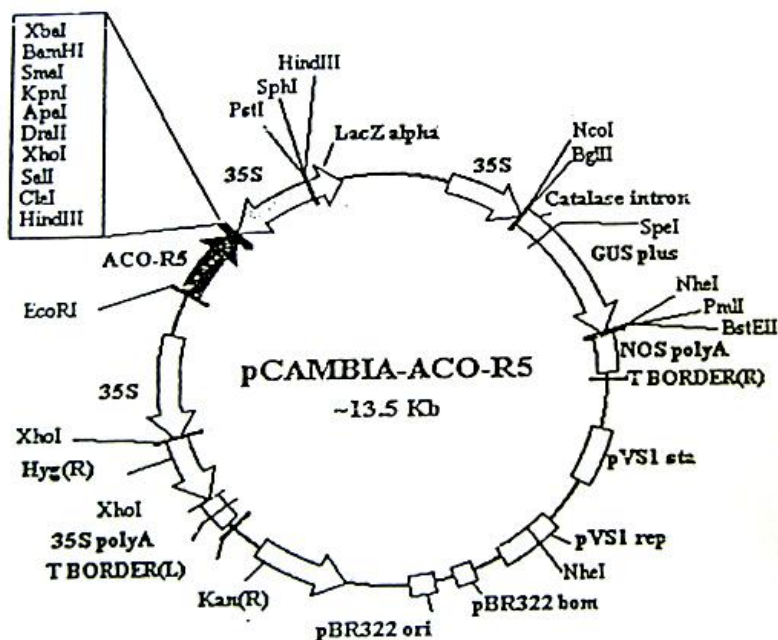 XbaI
BamHI
SmaI
KpnI
ApaI
DraII
XhoI
SalI
ClaI
HindIII
HindIII
SphI
PstI
LacZ alpha
35S
35S
NcoI
BglII
Catalase intron
SpeI
GUS plus
NheI
PmlI
BstEII
NOS polyA
T BORDER(R)
ACO-R5
EcoRI
pCAMBIA-ACO-R5
~13.5 Kb
35S
XhoI
Hyg(R)
XhoI
35S polyA
T BORDER(L)
Kan(R)
pBR322 ori
pBR322 bom
NheI
pVS1 rep
pVS1 sta